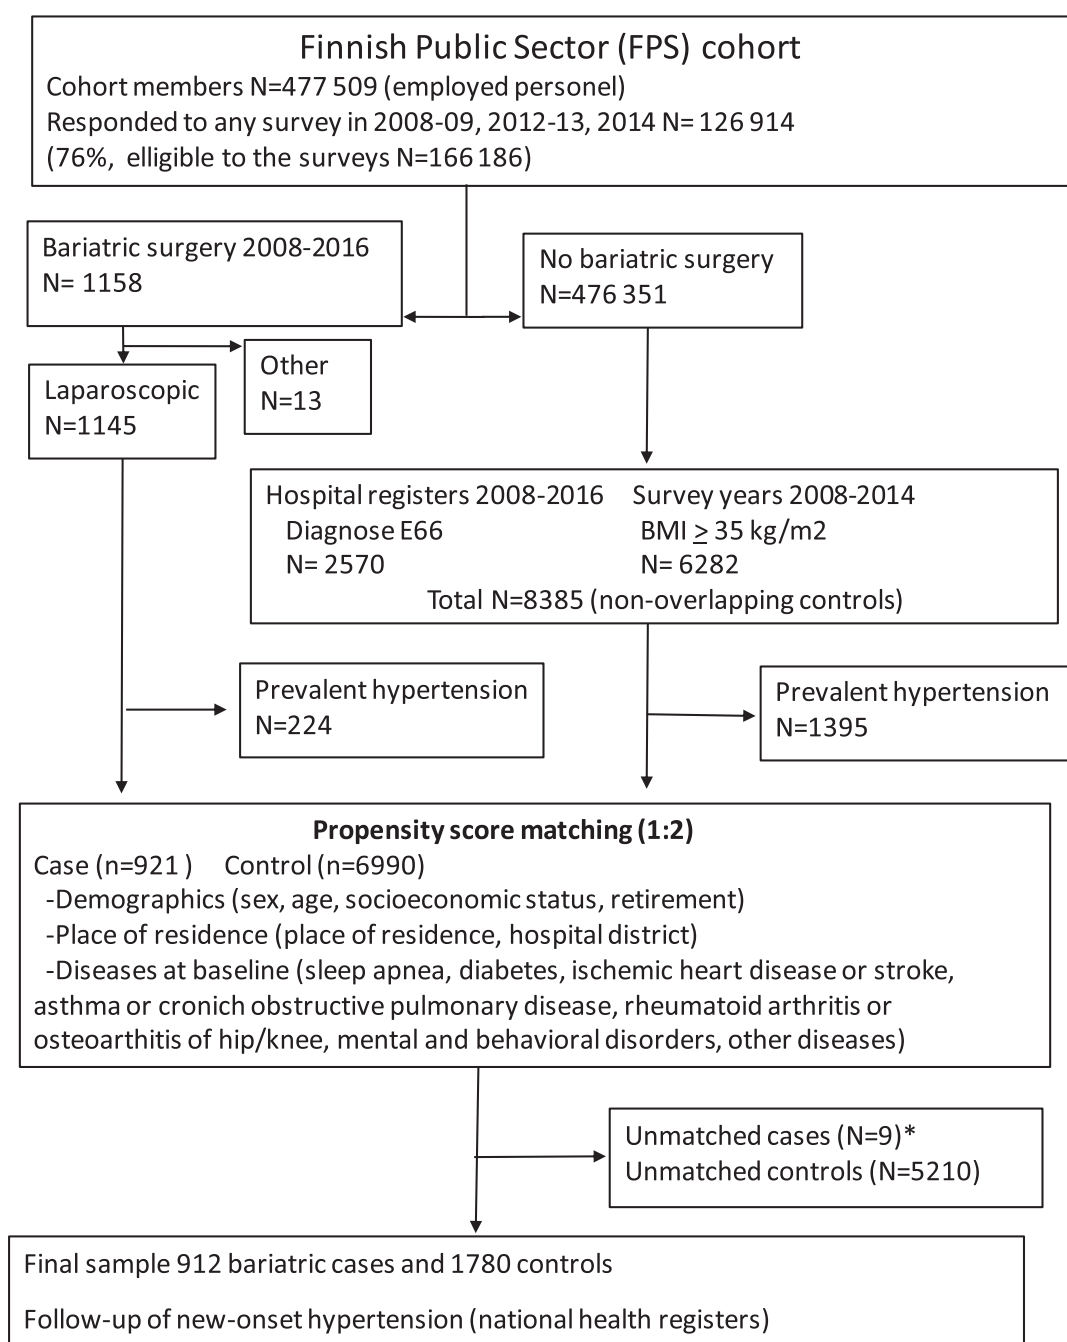 Finnish Public Sector (FPS) cohort
Cohort members N=477 509 (employed personel)
Responded to any survey in 2008-09, 2012-13, 2014 N= 126 914
(76%, elligible to the surveys N=166 186)
Bariatric surgery 2008-2016
N= 1158
No bariatric surgery
N=476 351
Other
N=13
Laparoscopic
N=1145
Hospital registers 2008-2016 Survey years 2008-2014
Diagnose E66 BMI ≥ 35 kg/m2
N= 2570 N= 6282
Total N=8385 (non-overlapping controls)
Prevalent hypertension
N=224
Prevalent hypertension
N=1395
Propensity score matching (1:2)
Case (n=921 ) Control (n=6990)
-Demographics (sex, age, socioeconomic status, retirement)
-Place of residence (place of residence, hospital district)
-Diseases at baseline (sleep apnea, diabetes, ischemic heart disease or stroke,
asthma or cronich obstructive pulmonary disease, rheumatoid arthritis or
osteoarthitis of hip/knee, mental and behavioral disorders, other diseases)
Unmatched cases (N=9)*
Unmatched controls (N=5210)
Final sample 912 bariatric cases and 1780 controls
Follow-up of new-onset hypertension (national health registers)